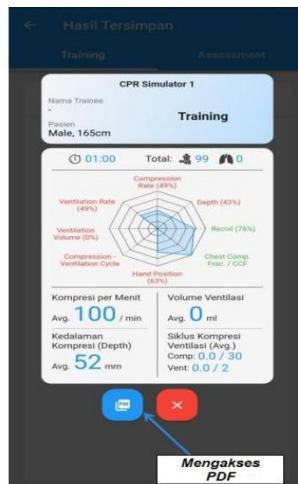 Hasil Tersimpan
Training Assessment
CPR Simulator 1
Nama Trainee
-
Pasien
Male, 165cm
Training
01:00 Total: 99 0
Compression
Rate (49%)
Ventilation Rate
(49%)
Depth (43%)
Ventilation
Volume (0%)
Recoil (76%)
Compression -
Ventilation Cycle
Chest Comp.
Frac. / CCF
Hand Position
(63%)
Kompresi per Menit
Avg. 100 / min
Volume Ventilasi
Avg. 0 ml
Kedalaman
Kompresi (Depth)
Avg. 52 mm
Siklus Kompresi
Ventilasi (Avg.)
Comp: 0.0 / 30
Vent: 0.0 / 2
PDF
Mengakses
PDF